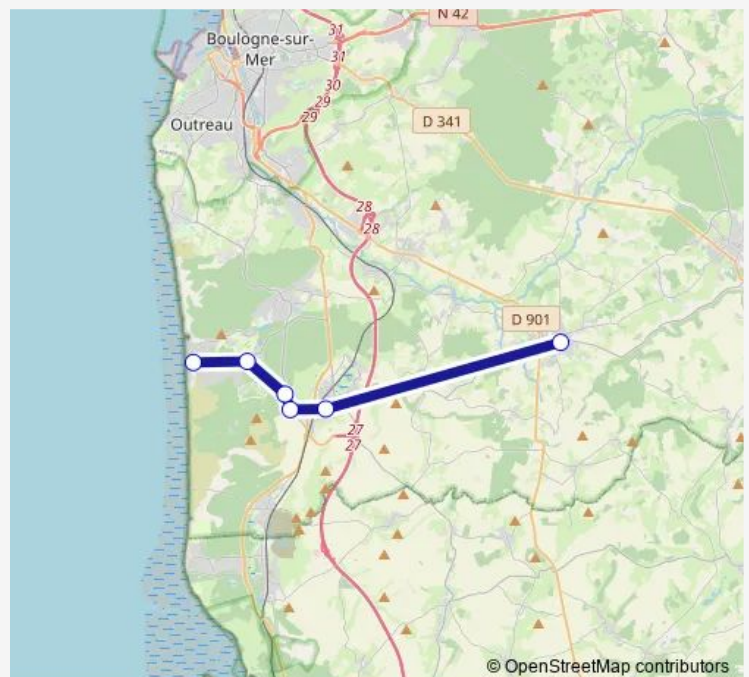 N 42
31
Boulogne-sur-
Mer
31
30
29
29
Outreau
D 341
28
28
D 901
27
27
© OpenStreetMap contributors